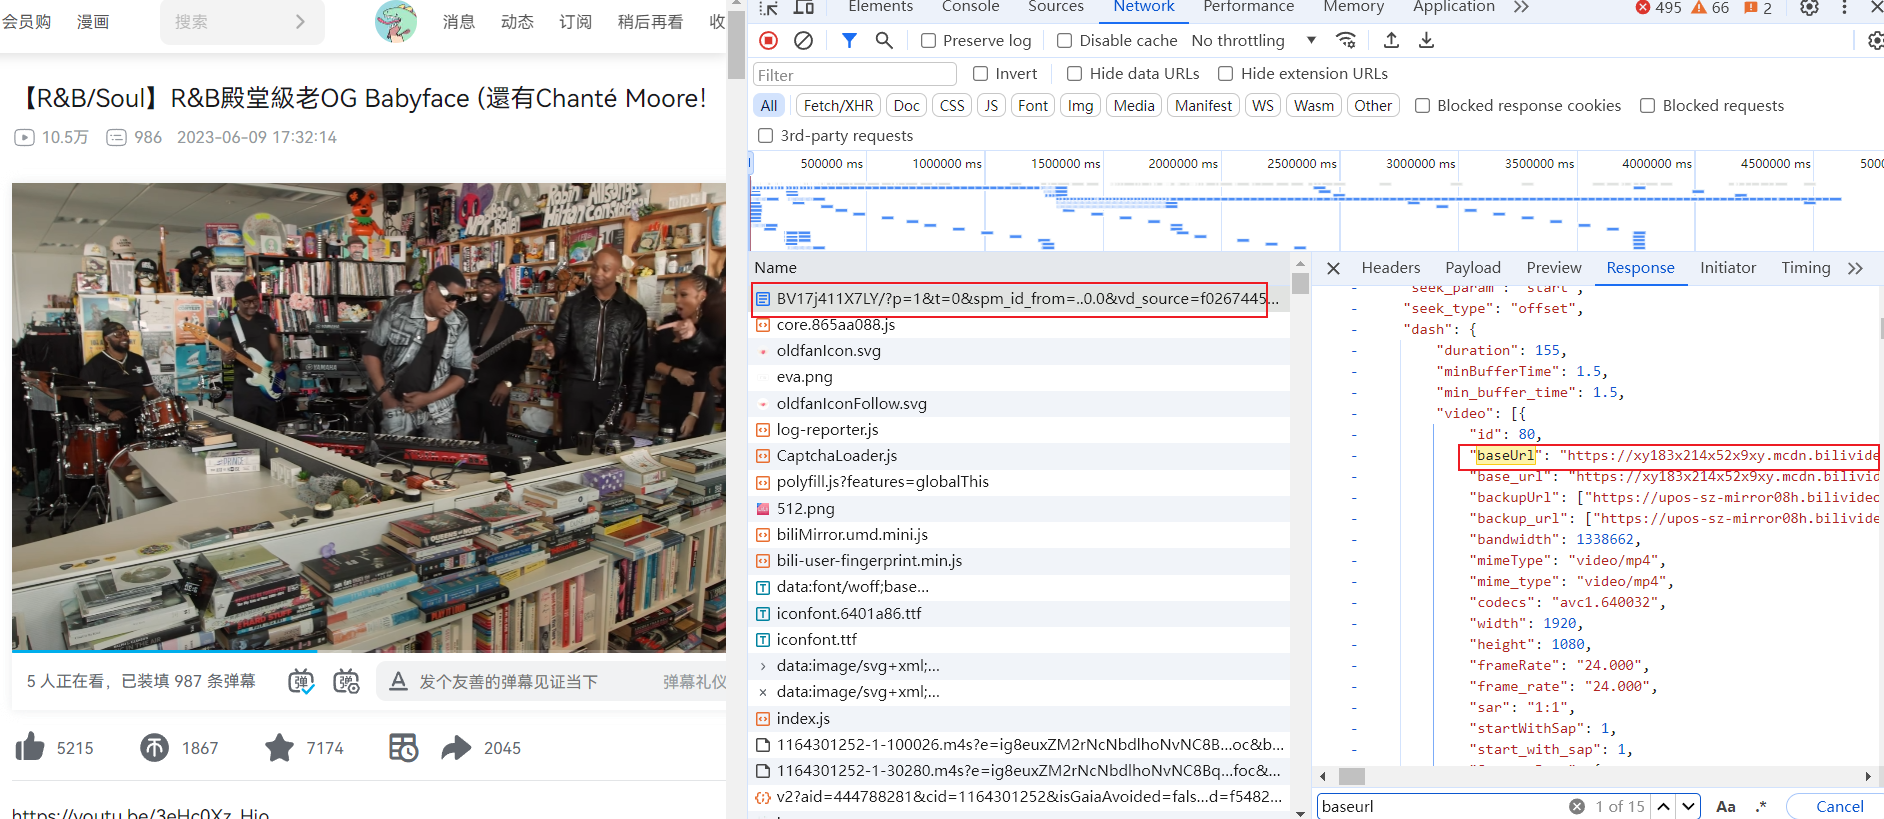 会员购 漫画 搜索 消息 动态 订阅 稍后再看 收
【R&B/Soul】R&B殿堂級老OG Babyface (還有Chanté Moore!
10.5万 986 2023-06-09 17:32:14
YAMAHA
PRINCE
5 人正在看，已装填 987 条弹幕 弹 弹 发个友善的弹幕见证当下 弹幕礼仪
5215 1867 7174 2045
https://youtu.be/3eHc0Xz_Hio
Elements Console Sources Network Performance Memory Application 495 66 2
Preserve log Disable cache No throttling
Filter Invert Hide data URLs Hide extension URLs
All Fetch/XHR Doc CSS JS Font Img Media Manifest WS Wasm Other Blocked response cookies Blocked requests
3rd-party requests
500000 ms 1000000 ms 1500000 ms 2000000 ms 2500000 ms 3000000 ms 3500000 ms 4000000 ms 4500000 ms 5000
Name
BV17j411X7LY/?p=1&t=0&spm_id_from=..0.0&vd_source=f0267445...
core.865aa088.js
oldfanIcon.svg
eva.png
oldfanIconFollow.svg
log-reporter.js
CaptchaLoader.js
polyfill.js?features=globalThis
512.png
biliMirror.umd.mini.js
bili-user-fingerprint.min.js
data:font/woff;base...
iconfont.6401a86.ttf
iconfont.ttf
data:image/svg+xml;...
data:image/svg+xml;...
index.js
1164301252-1-100026.m4s?e=ig8euxZM2rNcNbdlhoNvNC8B...oc&b...
1164301252-1-30280.m4s?e=ig8euxZM2rNcNbdlhoNvNC8Bq...foc&...
v2?aid=444788281&cid=1164301252&isGaiaAvoided=fals...d=f5482...
Headers Payload Preview Response Initiator Timing
"seek_param": "start",
"seek_type": "offset",
"dash": {
"duration": 155,
"minBufferTime": 1.5,
"min_buffer_time": 1.5,
"video": [{
"id": 80,
"baseUrl": "https://xy183x214x52x9xy.mcdn.bilivide
"base_url": "https://xy183x214x52x9xy.mcdn.bilivid
"backupUrl": ["https://upos-sz-mirror08h.bilivideo
"backup_url": ["https://upos-sz-mirror08h.bilivide
"bandwidth": 1338662,
"mimeType": "video/mp4",
"mime_type": "video/mp4",
"codecs": "avc1.640032",
"width": 1920,
"height": 1080,
"frameRate": "24.000",
"frame_rate": "24.000",
"sar": "1:1",
"startWithSap": 1,
"start_with_sap": 1,
baseurl 1 of 15 Aa .* Cancel